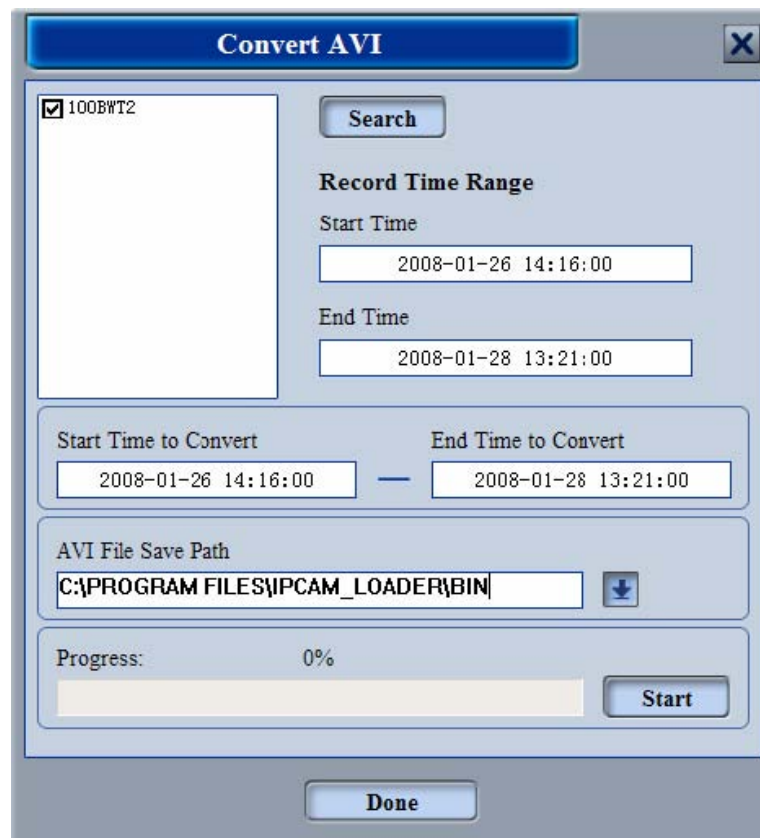 Convert AVI
100BWT2
Search
Record Time Range
Start Time
2008-01-26 14:16:00
End Time
2008-01-28 13:21:00
Start Time to Convert
End Time to Convert
2008-01-26 14:16:00
—
2008-01-28 13:21:00
AVI File Save Path
C:\PROGRAM FILES\IPCAM_LOADER\BIN
Progress:
0%
Start
Done